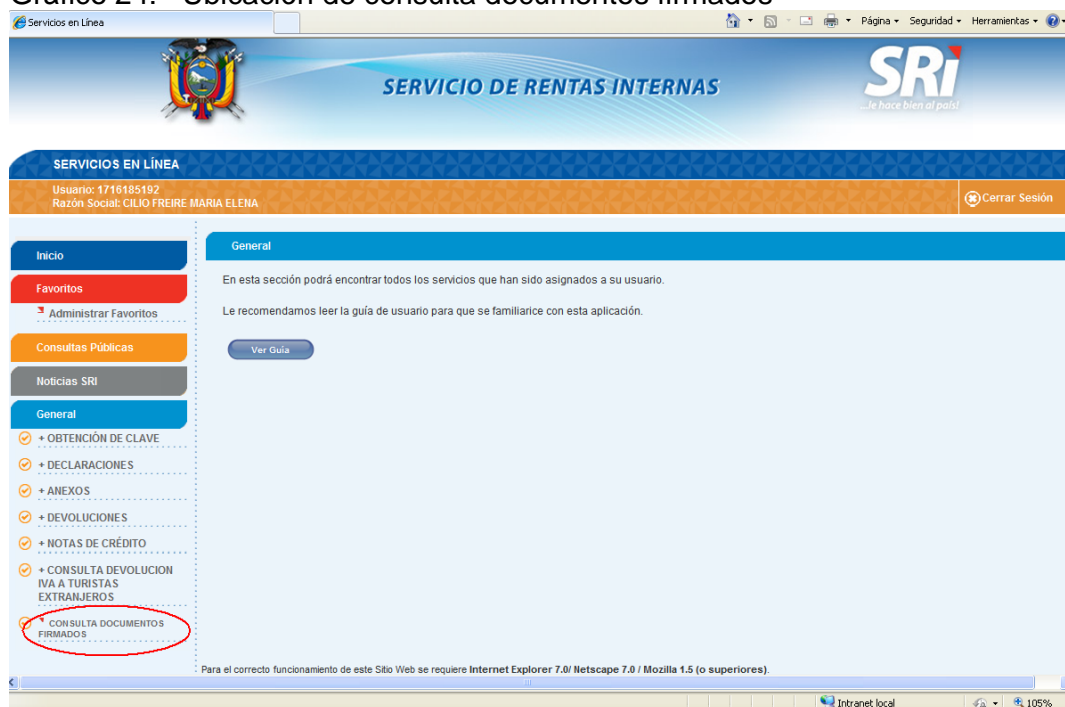 Gráfico 24. Ubicación de consulta documentos firmados
Servicios en Línea
Página
Seguridad
Herramientas
SERVICIO DE RENTAS INTERNAS
SRi
...le hace bien al país!
SERVICIOS EN LÍNEA
Usuario: 1716185192
Razón Social: CILIO FREIRE MARIA ELENA
Cerrar Sesión
Inicio
Favoritos
Administrar Favoritos
Consultas Públicas
Noticias SRI
General
+ OBTENCIÓN DE CLAVE
+ DECLARACIONES
+ ANEXOS
+ DEVOLUCIONES
+ NOTAS DE CRÉDITO
+ CONSULTA DEVOLUCION
IVA A TURISTAS
EXTRANJEROS
CONSULTA DOCUMENTOS
FIRMADOS
General
En esta sección podrá encontrar todos los servicios que han sido asignados a su usuario.
Le recomendamos leer la guía de usuario para que se familiarice con esta aplicación.
Ver Guia
Para el correcto funcionamiento de este Sitio Web se requiere Internet Explorer 7.0/ Netscape 7.0 / Mozilla 1.5 (o superiores).
Intranet local
105%